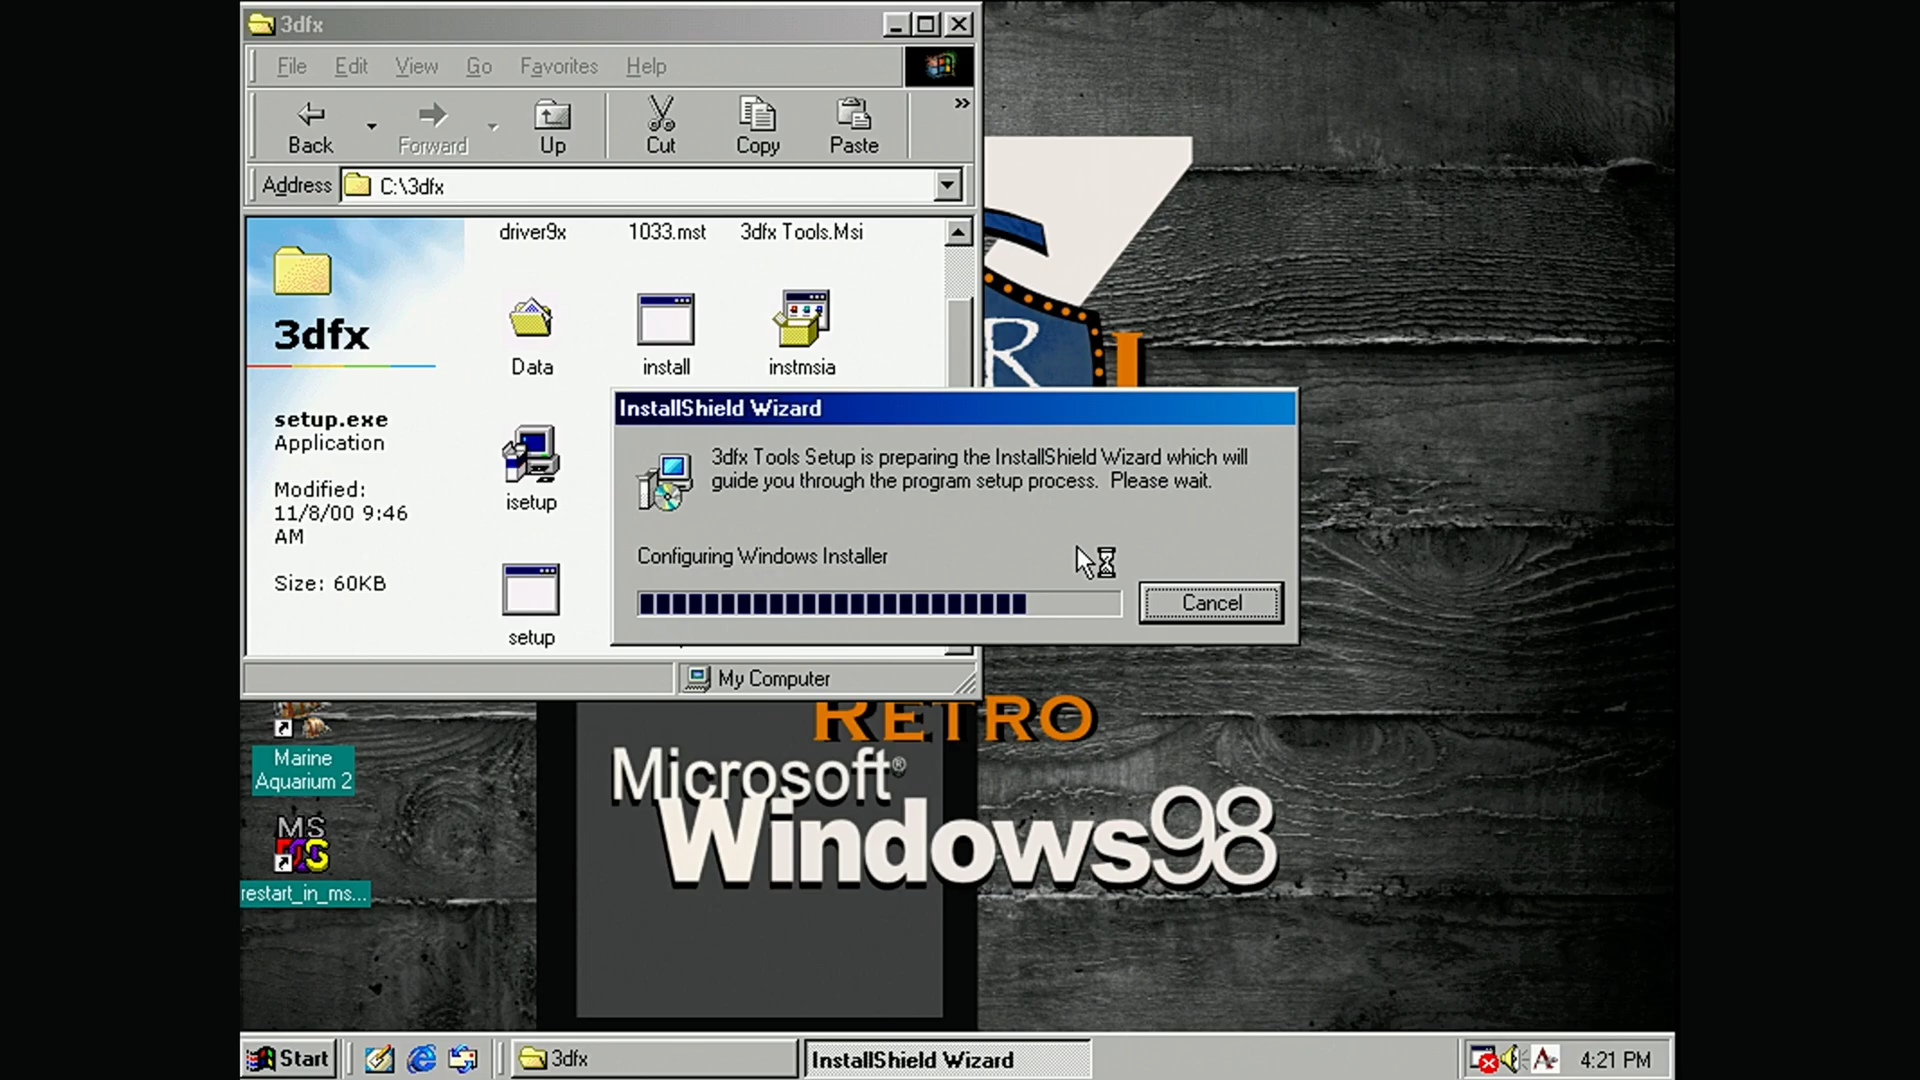 3dfx
File Edit View Go Favorites Help
Back Forward Up Cut Copy Paste »
Address C:\3dfx
driver9x 1033.mst 3dfx Tools.Msi
3dfx
Data install instmsia
setup.exe
Application
Modified:
11/8/00 9:46
AM
Size: 60KB
isetup
setup
My Computer
InstallShield Wizard
3dfx Tools Setup is preparing the InstallShield Wizard which will
guide you through the program setup process. Please wait.
Configuring Windows Installer
Cancel
R
RETRO
Microsoft®
Windows98
Marine
Aquarium 2
MS
restart_in_ms...
Start 3dfx InstallShield Wizard 4:21 PM